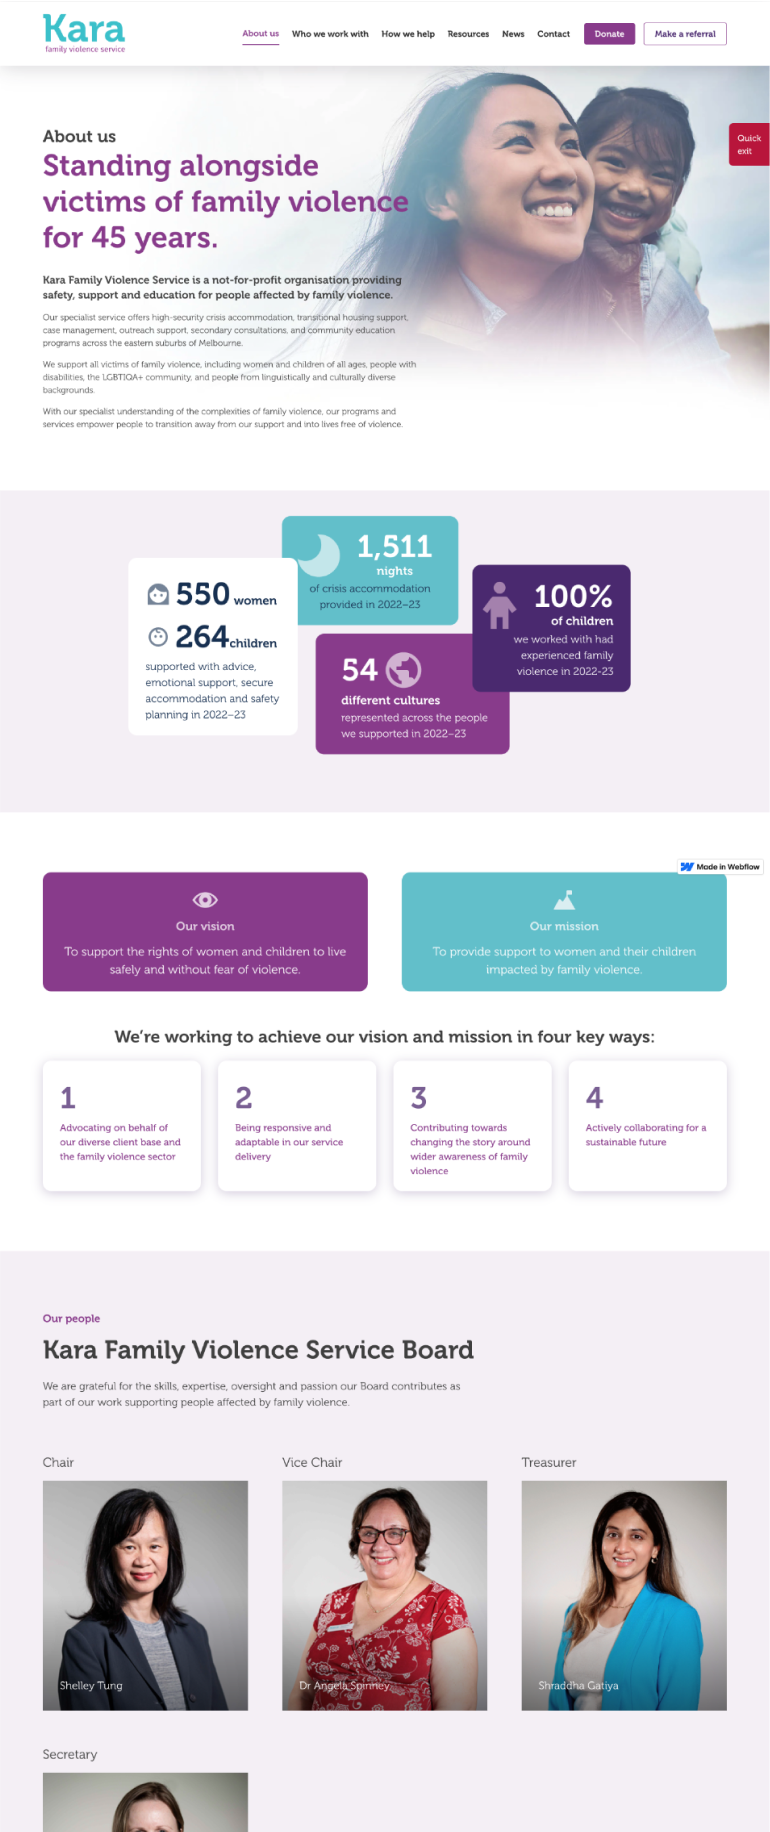 Kara
family violence service
About us
Who we work with
How we help
Resources
News
Contact
Donate
Make a referral
Quick
exit
About us
Standing alongside
victims of family violence
for 45 years.
Kara Family Violence Service is a not-for-profit organisation providing
safety, support and education for people affected by family violence.
Our specialist service offers high-security crisis accommodation, transitional housing support,
case management, outreach support, secondary consultations, and community education
programs across the eastern suburbs of Melbourne.
We support all victims of family violence, including women and children of all ages, people with
disabilities, the LGBTIQA+ community, and people from linguistically and culturally diverse
backgrounds.
With our specialist understanding of the complexities of family violence, our programs and
services empower people to transition away from our support and into lives free of violence.
550 women
264 children
supported with advice,
emotional support, secure
accommodation and safety
planning in 2022–23
1,511
nights
of crisis accommodation
provided in 2022–23
54
different cultures
represented across the people
we supported in 2022–23
100%
of children
we worked with had
experienced family
violence in 2022-23
Made in Webflow
Our vision
To support the rights of women and children to live
safely and without fear of violence.
Our mission
To provide support to women and their children
impacted by family violence.
We’re working to achieve our vision and mission in four key ways:
1
Advocating on behalf of
our diverse client base and
the family violence sector
2
Being responsive and
adaptable in our service
delivery
3
Contributing towards
changing the story around
wider awareness of family
violence
4
Actively collaborating for a
sustainable future
Our people
Kara Family Violence Service Board
We are grateful for the skills, expertise, oversight and passion our Board contributes as
part of our work supporting people affected by family violence.
Chair
Shelley Tung
Vice Chair
Dr Angela Spinney
Treasurer
Shraddha Gatiya
Secretary